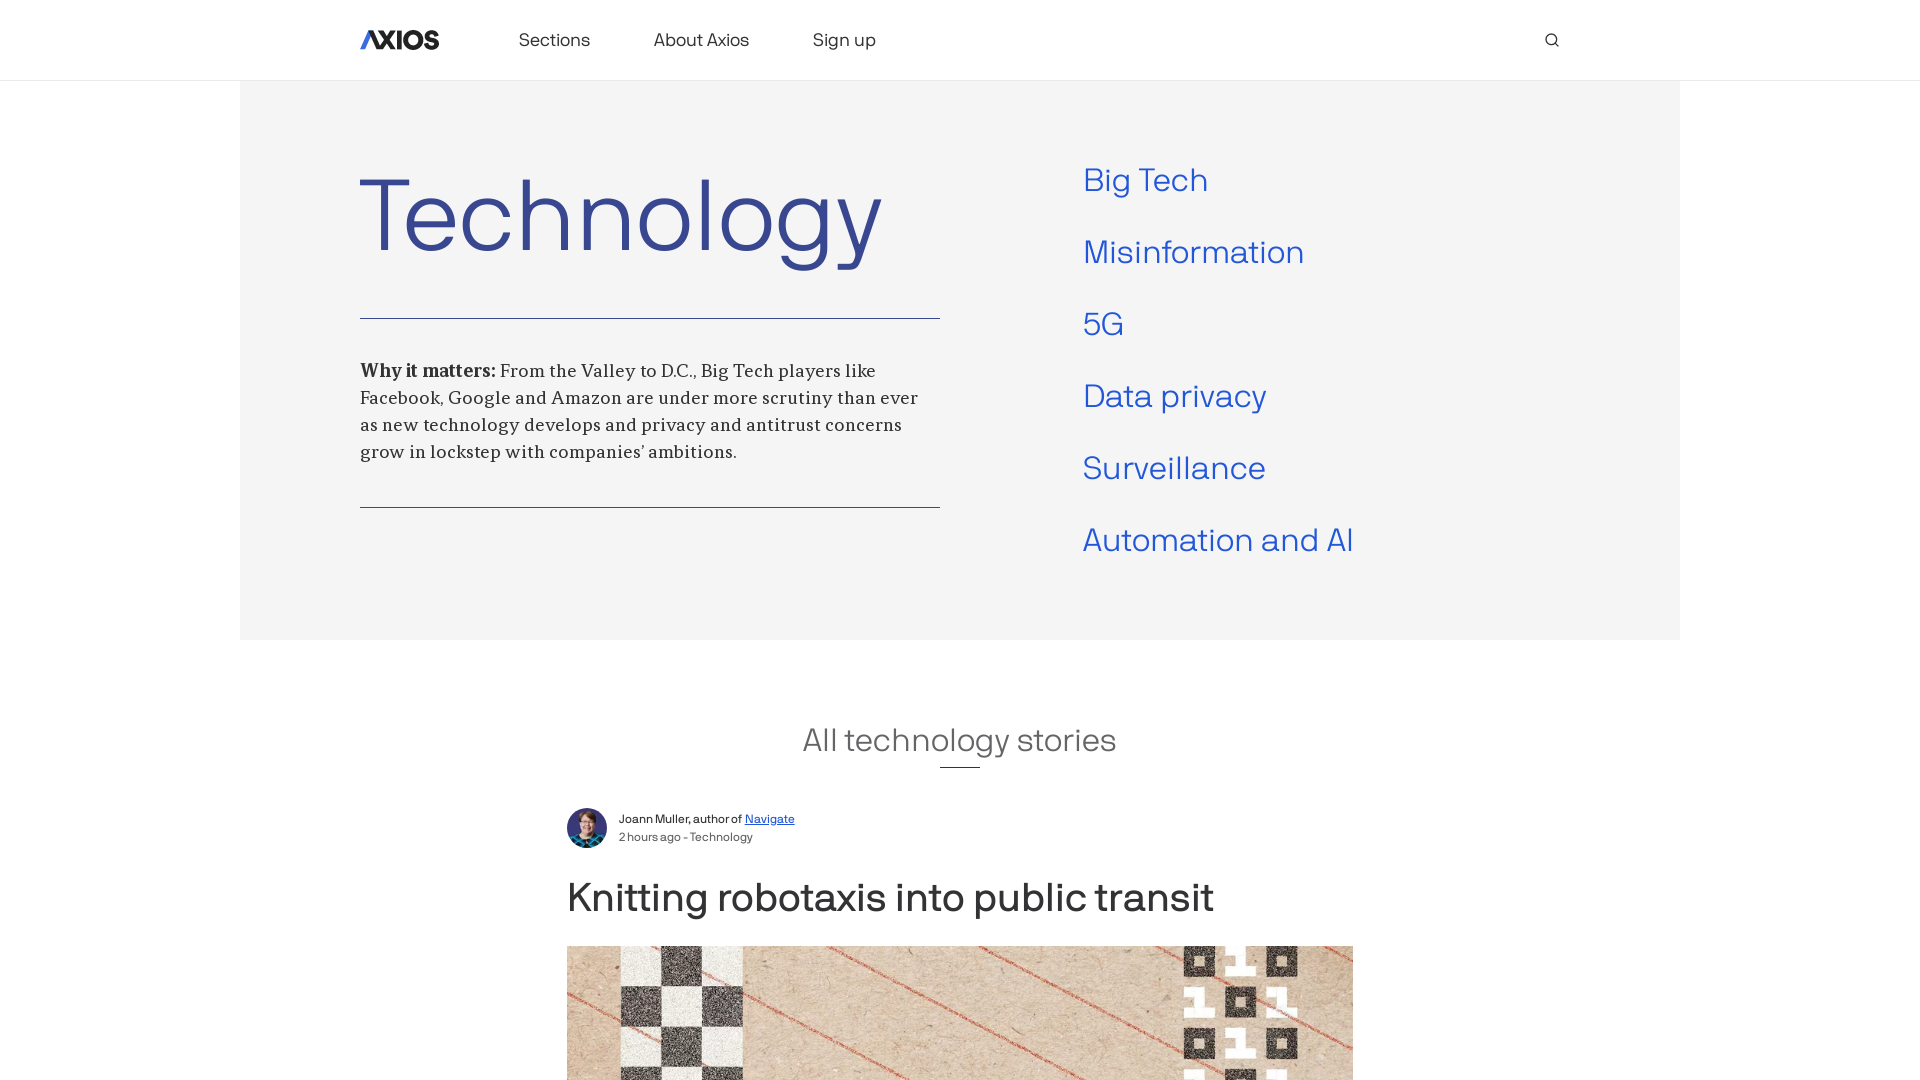 AXIOS
Sections
About Axios
Sign up
Technology
Why it matters: From the Valley to D.C., Big Tech players like
Facebook, Google and Amazon are under more scrutiny than ever
as new technology develops and privacy and antitrust concerns
grow in lockstep with companies’ ambitions.
Big Tech
Misinformation
5G
Data privacy
Surveillance
Automation and AI
All technology stories
Joann Muller, author of Navigate
2 hours ago - Technology
Knitting robotaxis into public transit